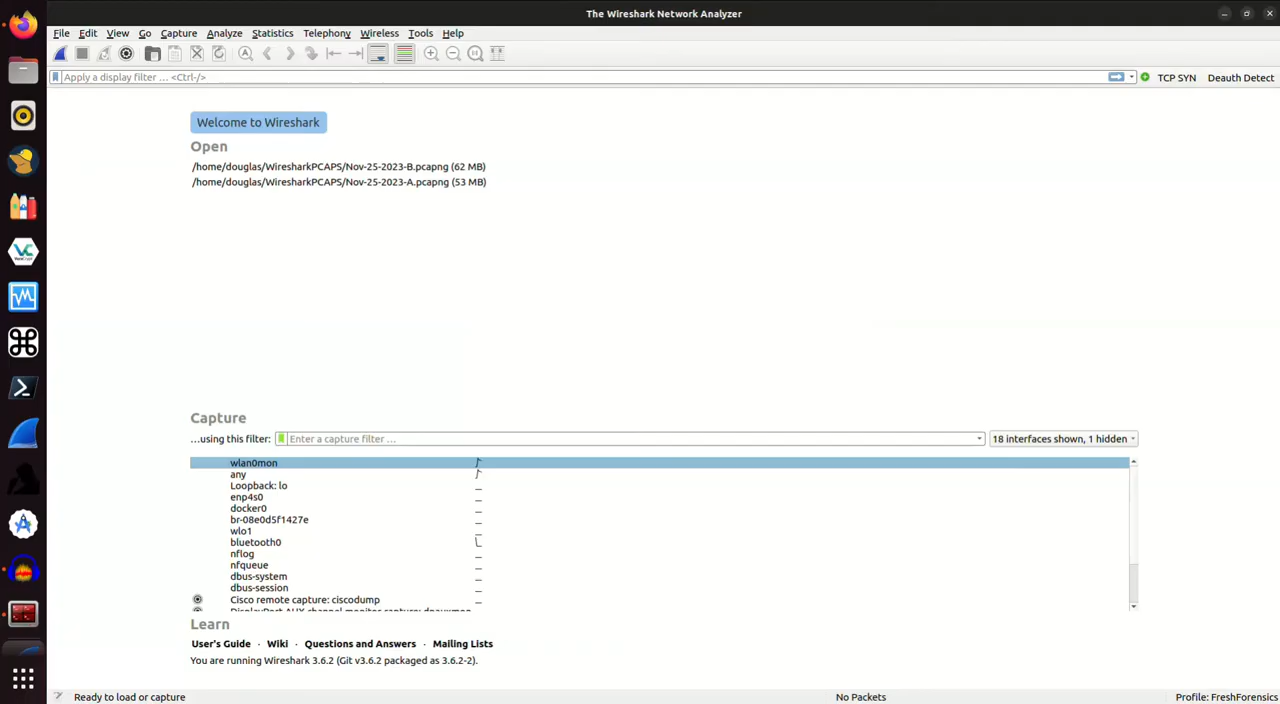 The Wireshark Network Analyzer
File Edit View Go Capture Analyze Statistics Telephony Wireless Tools Help
Apply a display filter ... <Ctrl-/> TCP SYN Deauth Detect
Welcome to Wireshark
Open
/home/douglas/WiresharkPCAPS/Nov-25-2023-B.pcapng (62 MB)
/home/douglas/WiresharkPCAPS/Nov-25-2023-A.pcapng (53 MB)
Capture
...using this filter: Enter a capture filter ... 18 interfaces shown, 1 hidden
wlan0mon
any
Loopback: lo
enp4s0
docker0
br-08e0d5f1427e
wlo1
bluetooth0
nflog
nfqueue
dbus-system
dbus-session
Cisco remote capture: ciscodump
Learn
User's Guide · Wiki · Questions and Answers · Mailing Lists
You are running Wireshark 3.6.2 (Git v3.6.2 packaged as 3.6.2-2).
Ready to load or capture No Packets Profile: FreshForensics